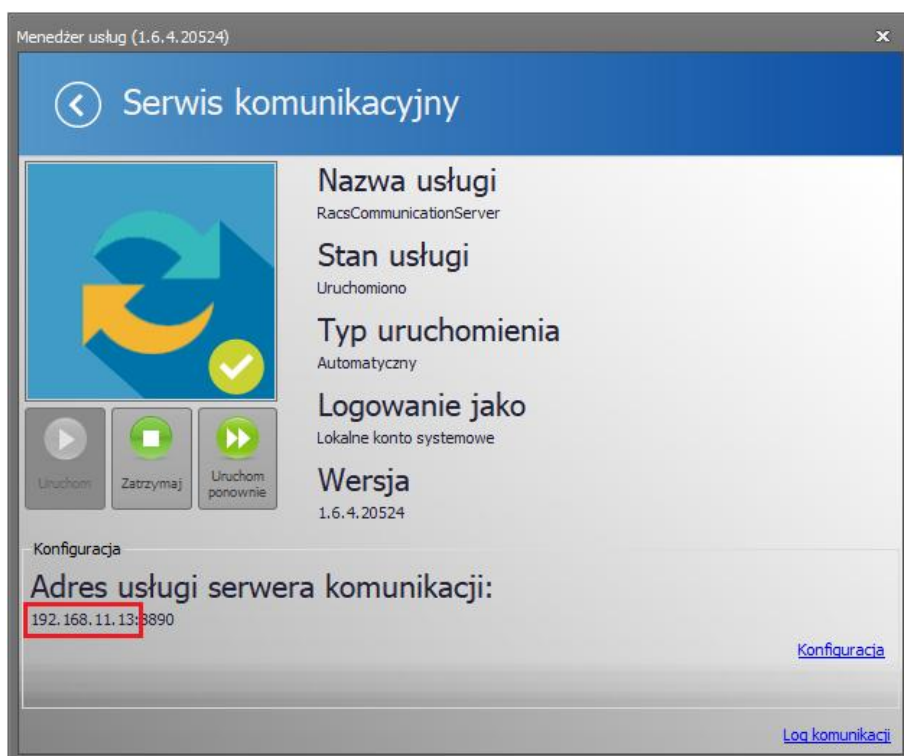 Menedżer usług (1.6.4.20524)
Serwis komunikacyjny
Nazwa usługi
RacsCommunicationServer
Stan usługi
Uruchomiono
Typ uruchomienia
Automatyczny
Logowanie jako
Lokalne konto systemowe
Wersja
1.6.4.20524
Uruchom
Zatrzymaj
Uruchom
ponownie
Konfiguracja
Adres usługi serwera komunikacji:
192.168.11.13:8890
Konfiguracja
Log komunikacji